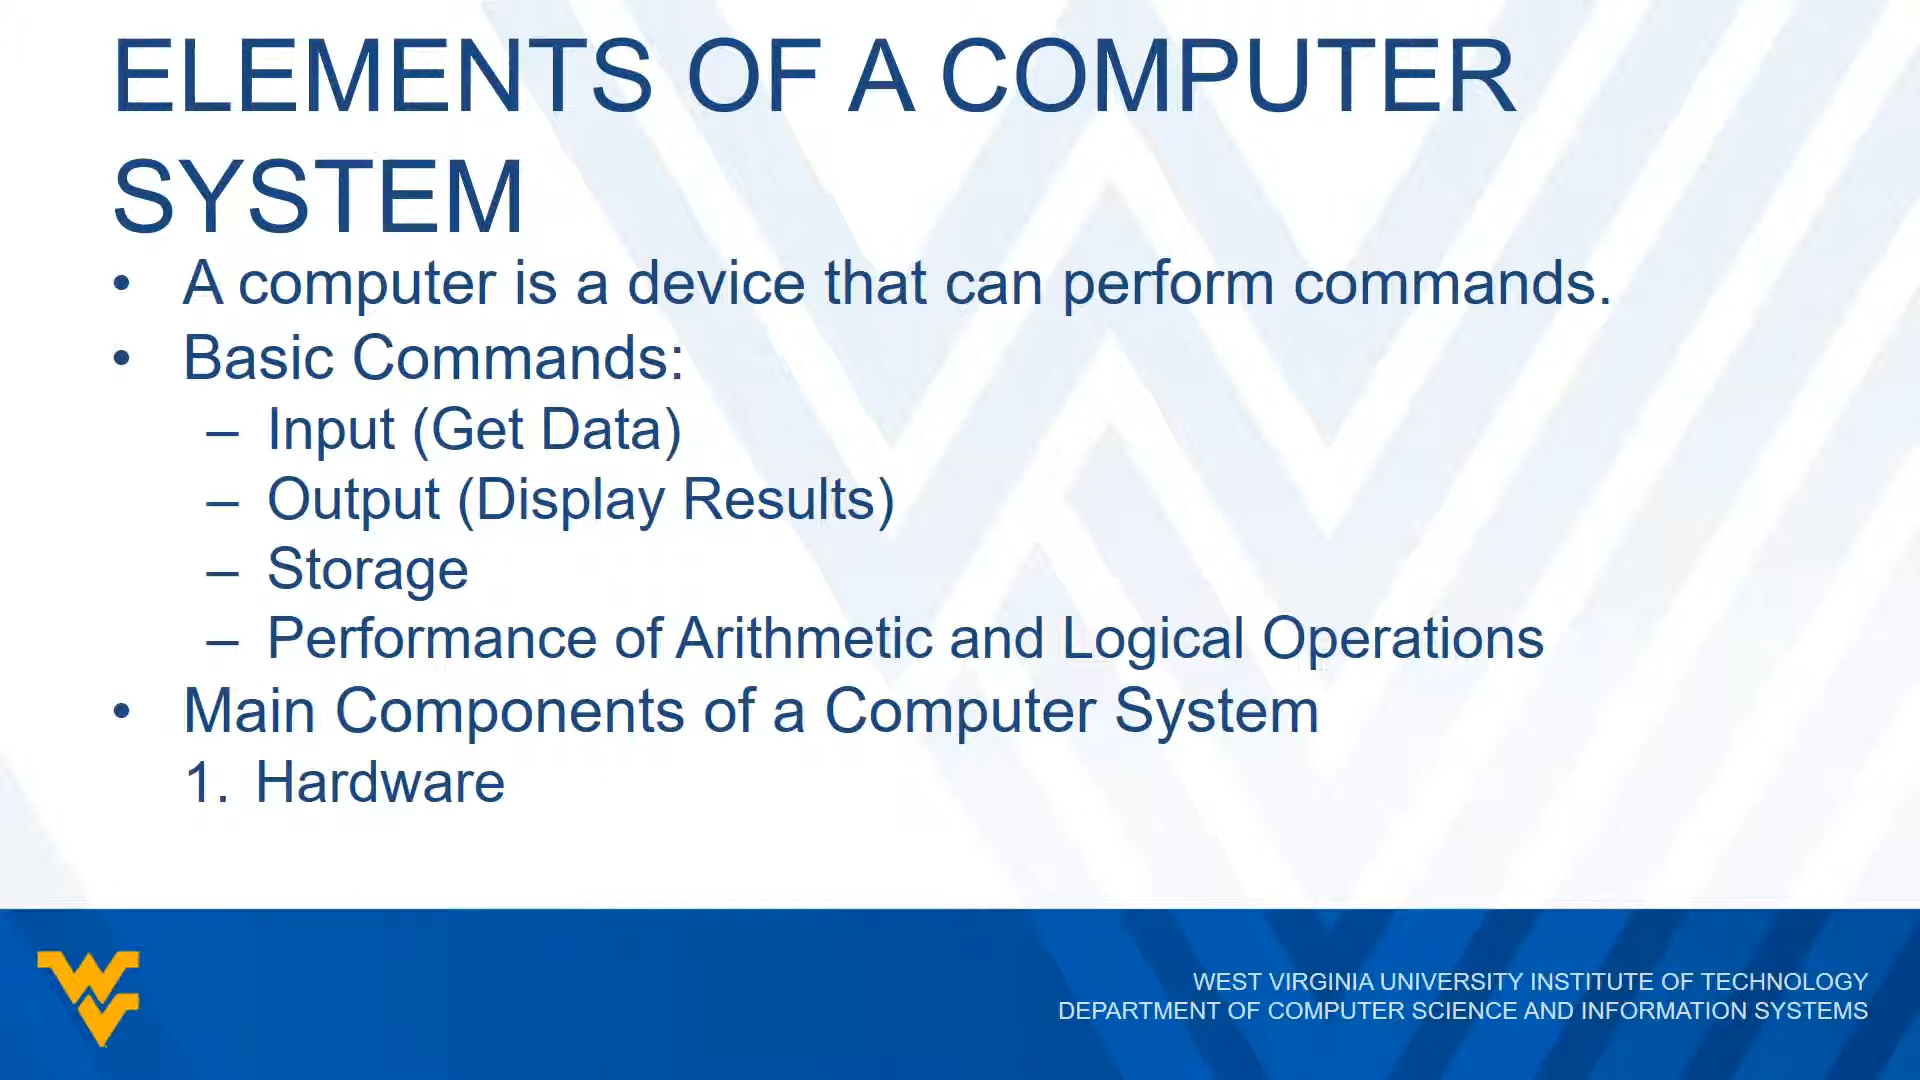 ELEMENTS OF A COMPUTER
SYSTEM
• A computer is a device that can perform commands.
• Basic Commands:
– Input (Get Data)
– Output (Display Results)
– Storage
– Performance of Arithmetic and Logical Operations
• Main Components of a Computer System
1. Hardware
WEST VIRGINIA UNIVERSITY INSTITUTE OF TECHNOLOGY
DEPARTMENT OF COMPUTER SCIENCE AND INFORMATION SYSTEMS